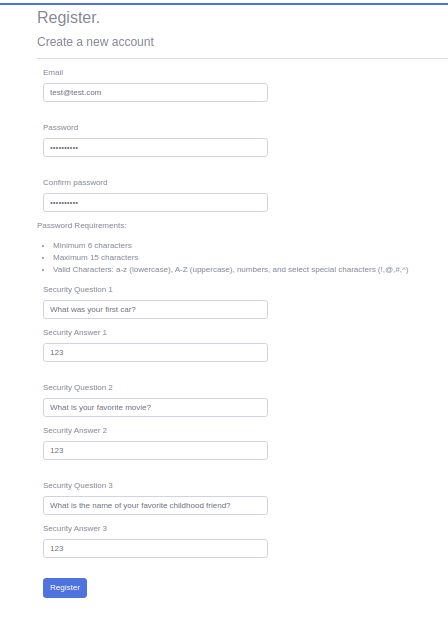 Register.
Create a new account
Email
test@test.com
Password
••••••••••
Confirm password
••••••••••
Password Requirements:
• Minimum 6 characters
• Maximum 15 characters
• Valid Characters: a-z (lowercase), A-Z (uppercase), numbers, and select special characters (!,@,#,^)
Security Question 1
What was your first car?
Security Answer 1
123
Security Question 2
What is your favorite movie?
Security Answer 2
123
Security Question 3
What is the name of your favorite childhood friend?
Security Answer 3
123
Register